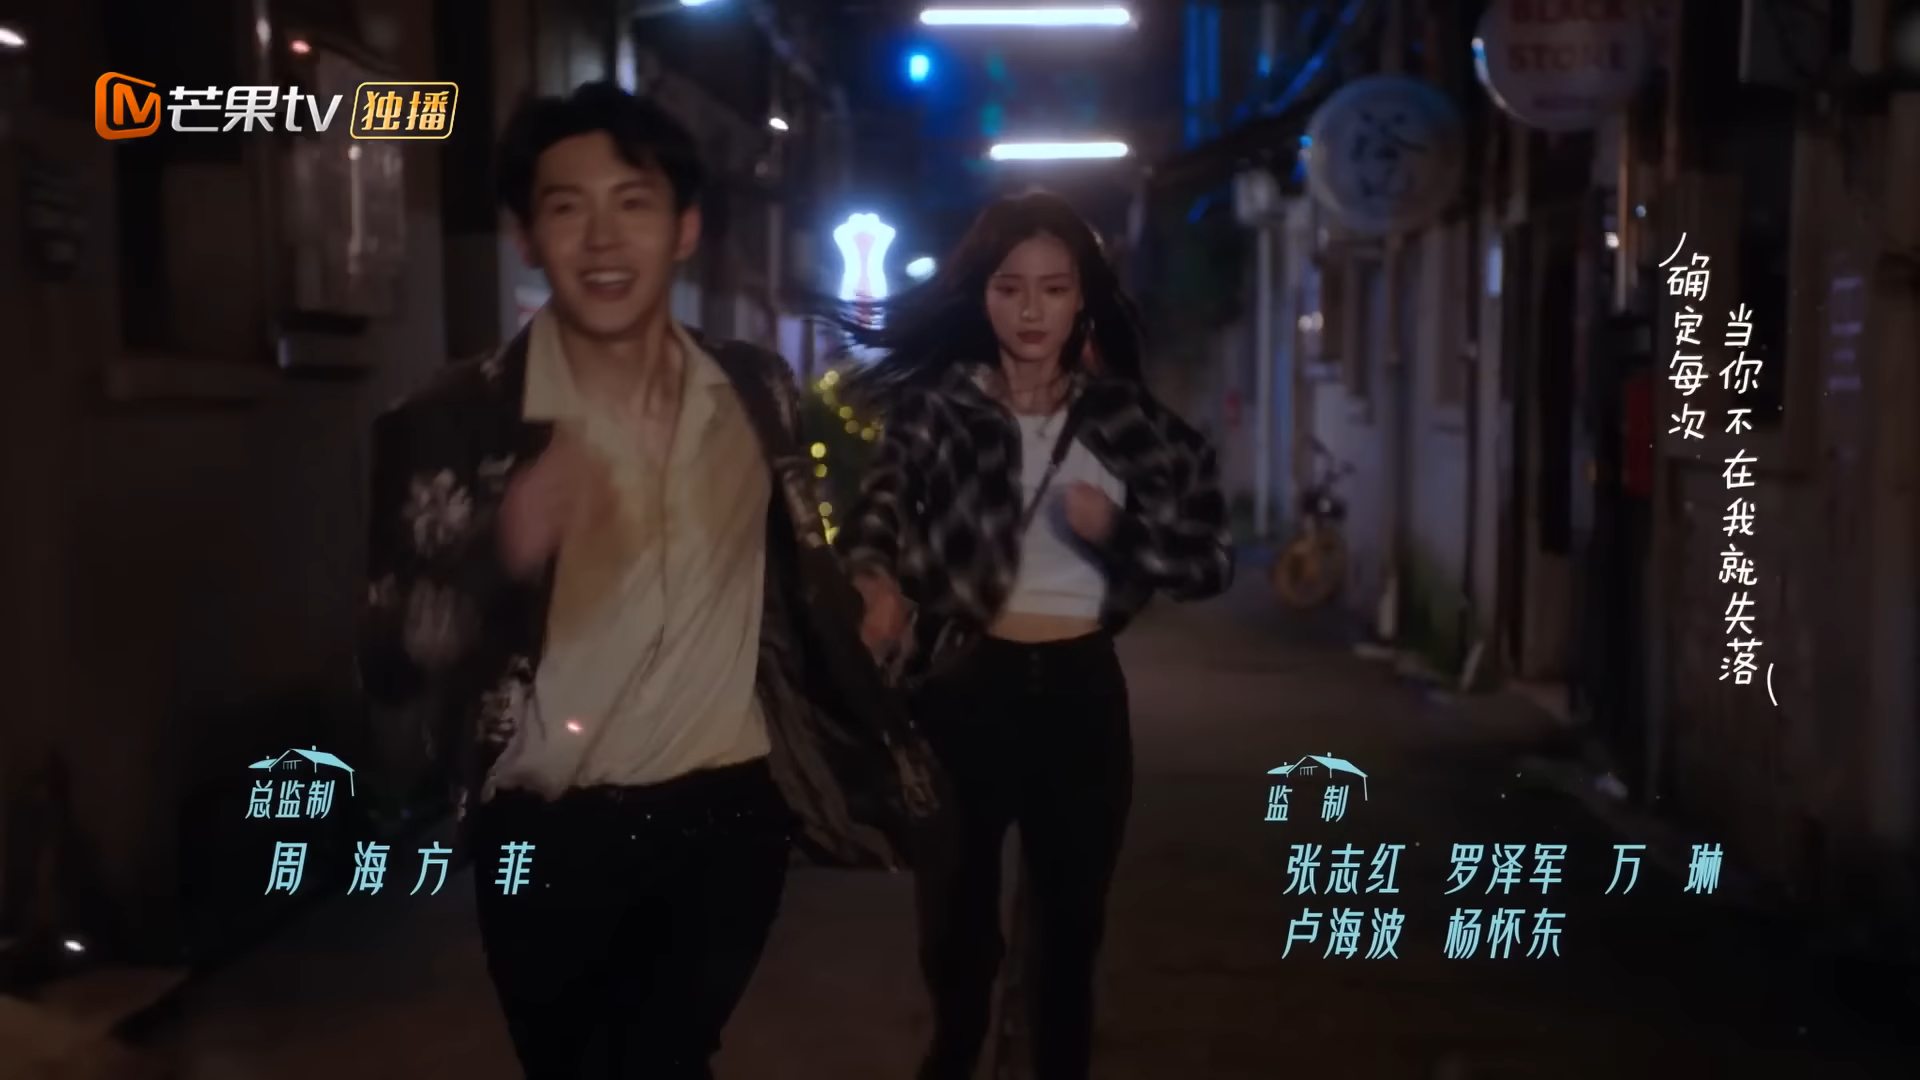 芒果tv 独播
BLACK
STONE
确定每次
当你不在我就失落
总监制
周 海 方 菲
监 制
张志红 罗泽军 万 琳
卢海波 杨怀东